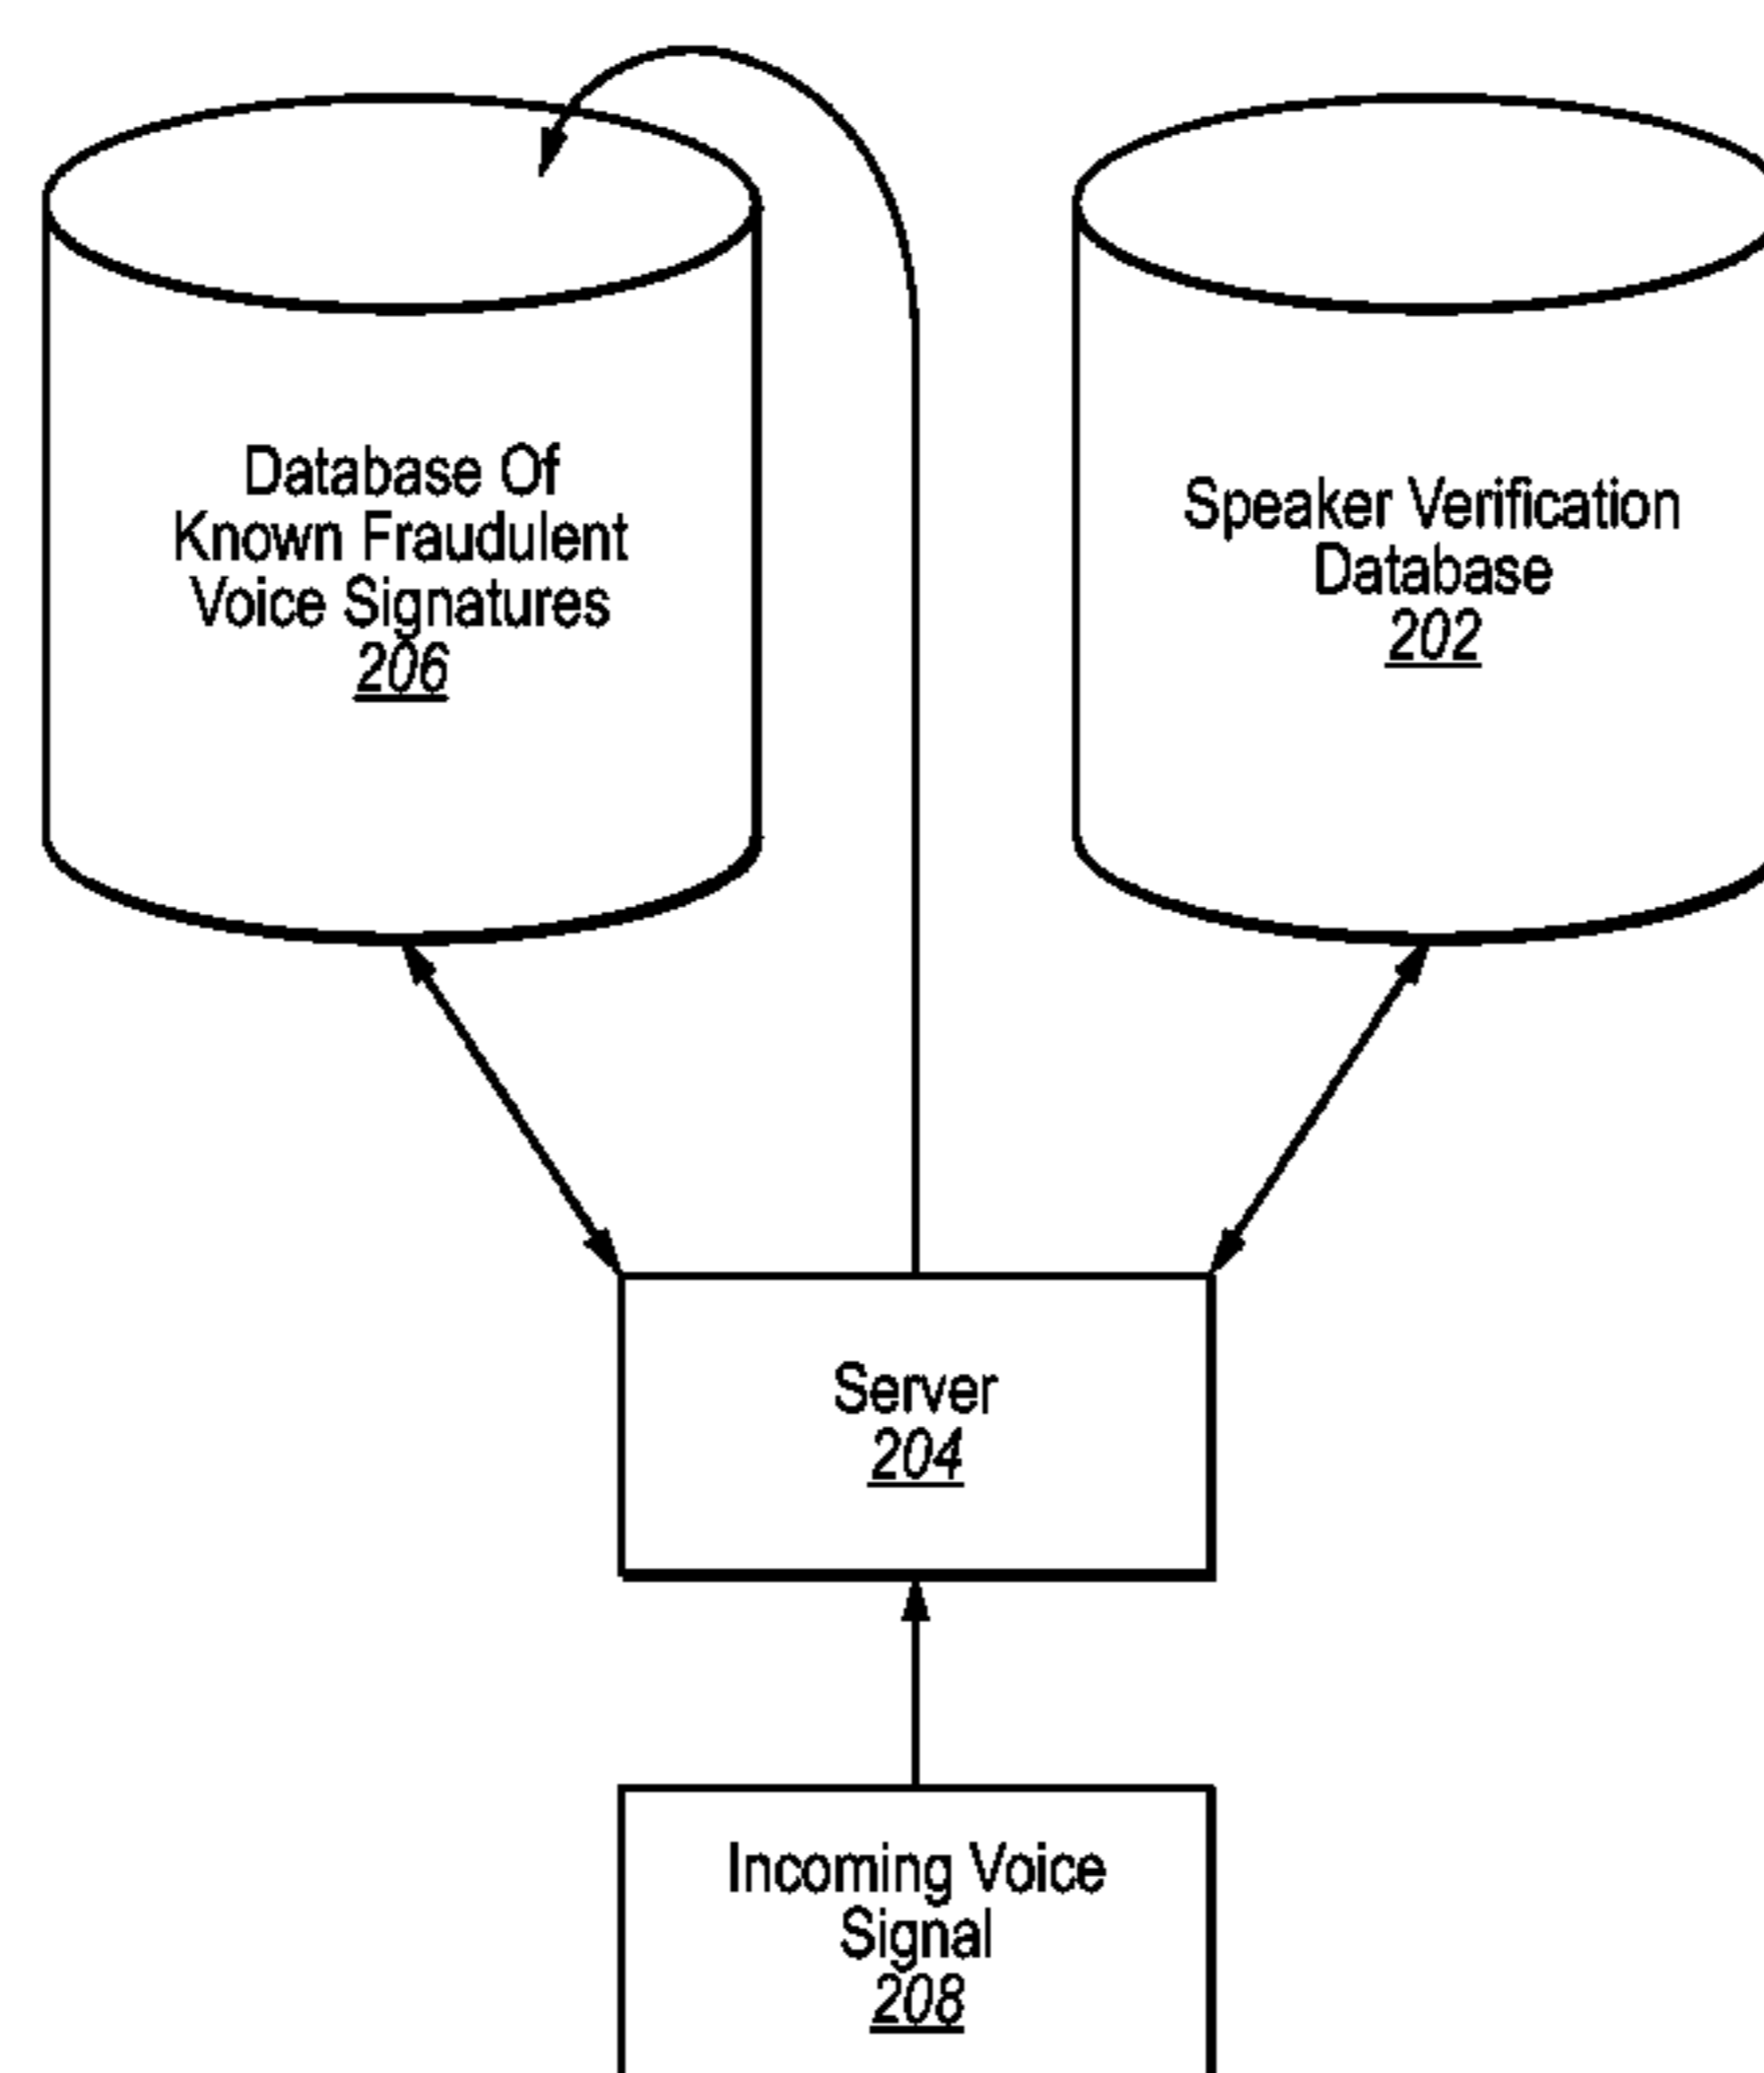 Database Of
Known Fraudulent
Voice Signatures
206
Speaker Verification
Database
202
Server
204
Incoming Voice
Signal
208